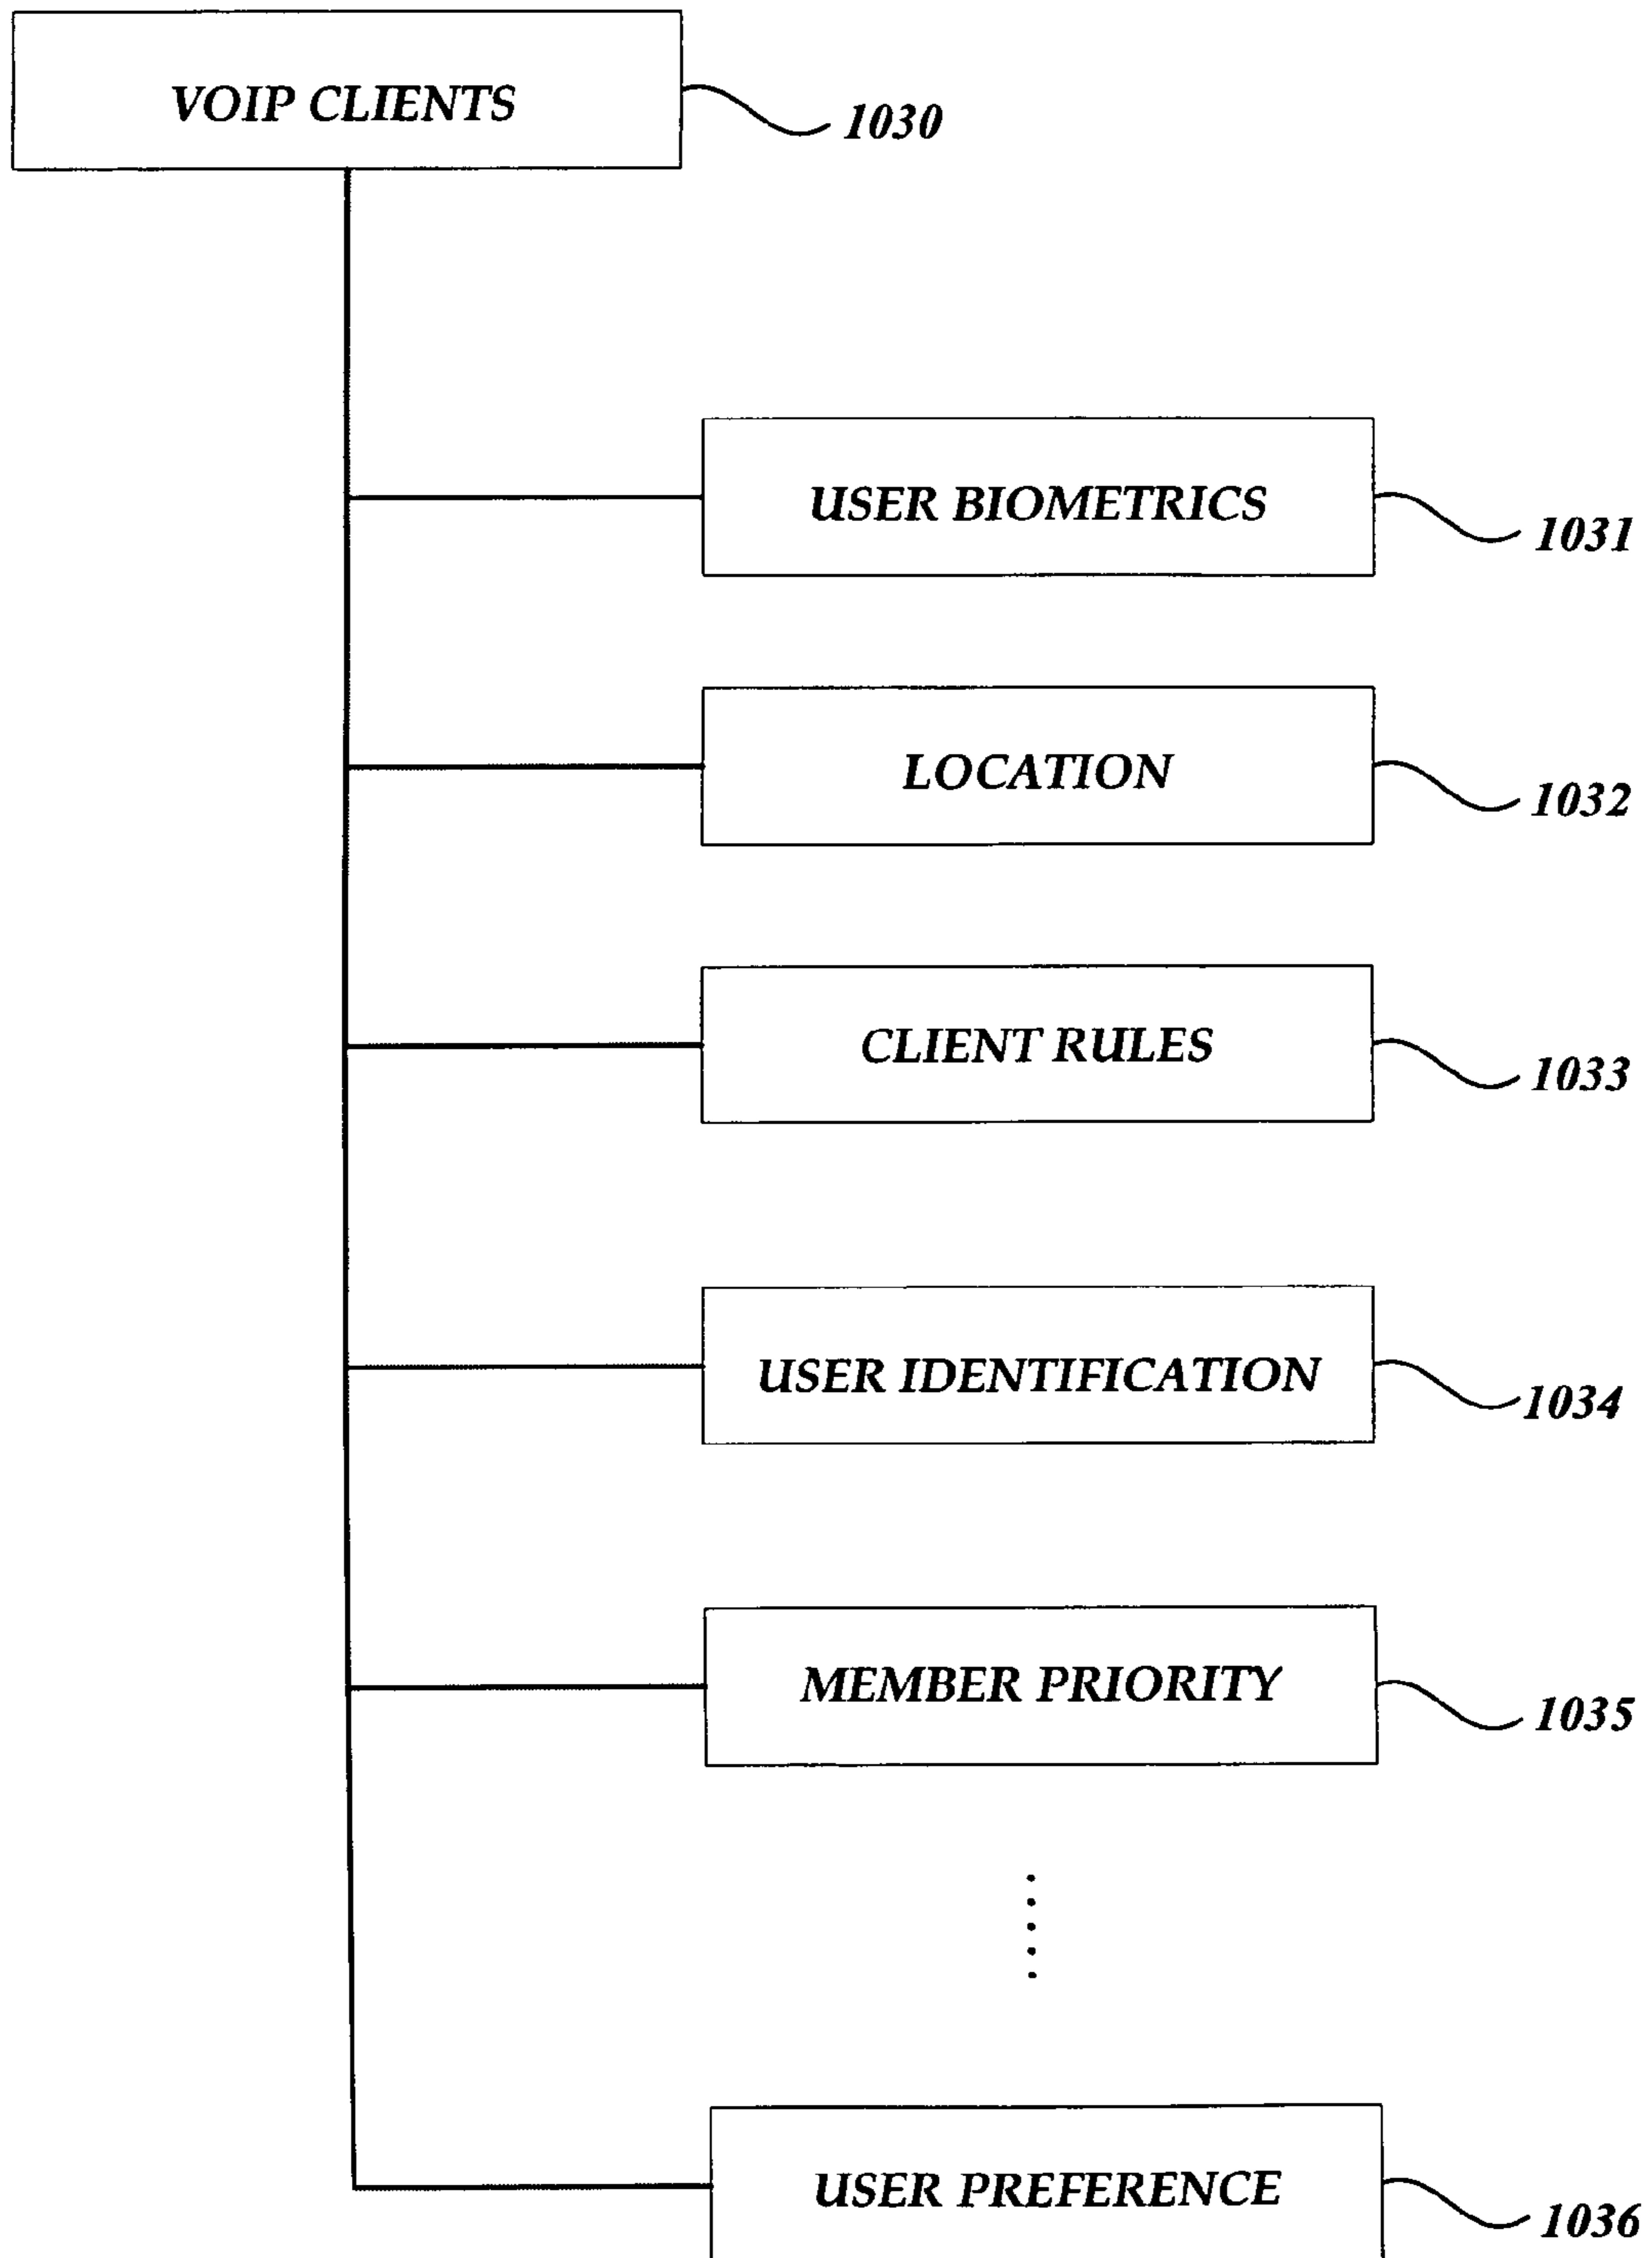 VOIP CLIENTS
1030
USER BIOMETRICS
1031
LOCATION
1032
CLIENT RULES
1033
USER IDENTIFICATION
1034
MEMBER PRIORITY
1035
USER PREFERENCE
1036